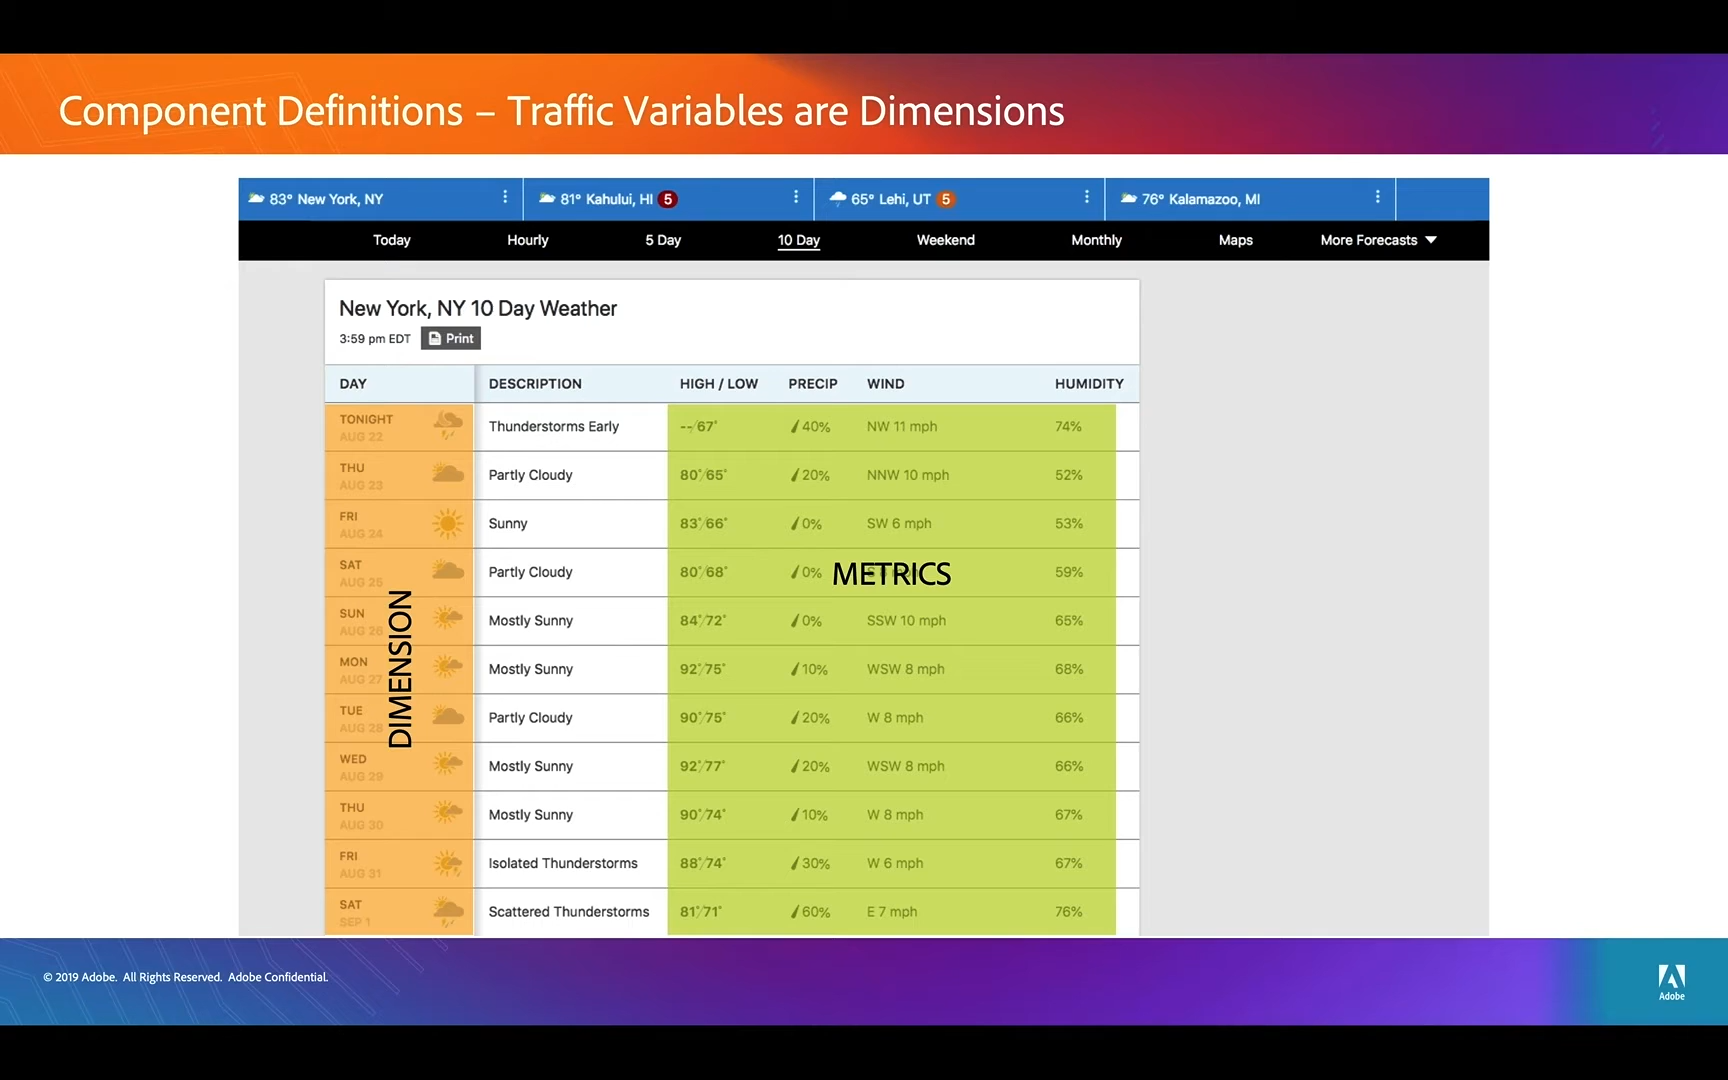 Component Definitions – Traffic Variables are Dimensions
83° New York, NY
81° Kahului, HI 5
65° Lehi, UT 5
76° Kalamazoo, MI
Today Hourly 5 Day 10 Day Weekend Monthly Maps More Forecasts
New York, NY 10 Day Weather
3:59 pm EDT Print
DAY DESCRIPTION HIGH / LOW PRECIP WIND HUMIDITY
TONIGHT
AUG 22
Thunderstorms Early --/67° 40% NW 11 mph 74%
THU
AUG 23
Partly Cloudy 80°/65° 20% NNW 10 mph 52%
FRI
AUG 24
Sunny 83°/66° 0% SW 6 mph 53%
SAT
AUG 25
Partly Cloudy 80°/68° 0% 59%
METRICS
DIMENSION
SUN
AUG 26
Mostly Sunny 84°/72° 0% SSW 10 mph 65%
MON
AUG 27
Mostly Sunny 92°/75° 10% WSW 8 mph 68%
TUE
AUG 28
Partly Cloudy 90°/75° 20% W 8 mph 66%
WED
AUG 29
Mostly Sunny 92°/77° 20% WSW 8 mph 66%
THU
AUG 30
Mostly Sunny 90°/74° 10% W 8 mph 67%
FRI
AUG 31
Isolated Thunderstorms 88°/74° 30% W 6 mph 67%
SAT
SEP 1
Scattered Thunderstorms 81°/71° 60% E 7 mph 76%
© 2019 Adobe. All Rights Reserved. Adobe Confidential.
Adobe